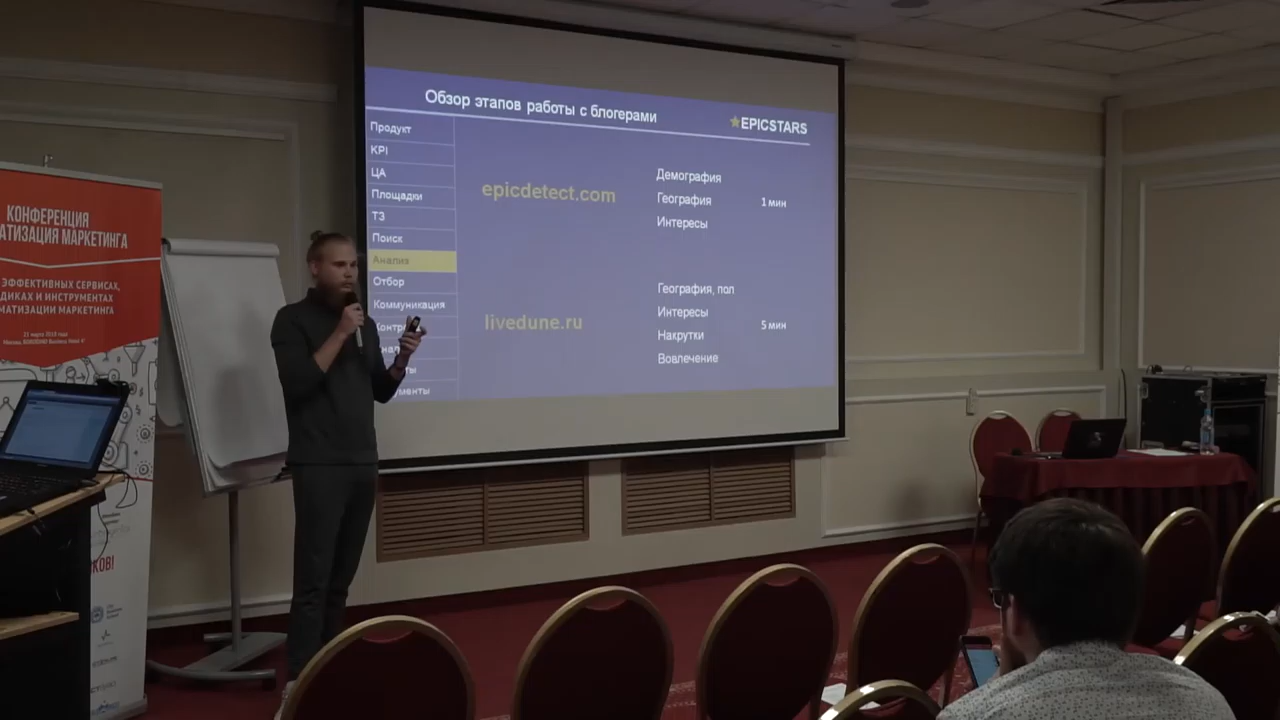 Обзор этапов работы с блогерами
EPICSTARS
Продукт
KPI
ЦА
Площадки
ТЗ
Поиск
Анализ
Отбор
Коммуникация
epicdetect.com
Демография
География
Интересы
1 мин
livedune.ru
География, пол
Интересы
Накрутки
Вовлечение
5 мин
КОНФЕРЕНЦИЯ
АТИЗАЦИЯ МАРКЕТИНГА
ЭФФЕКТИВНЫХ СЕРВИСАХ,
ДИКАХ И ИНСТРУМЕНТАХ
МАТИЗАЦИИ МАРКЕТИНГА